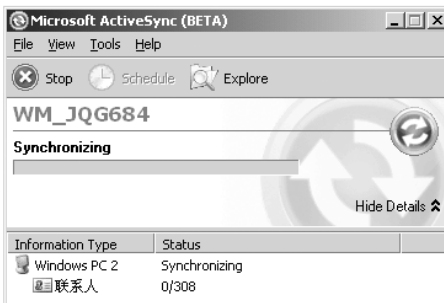 Microsoft ActiveSync (BETA)
File View Tools Help
Stop Schedule Explore
WM_JQG684
Synchronizing
Hide Details
Information Type Status
Windows PC 2 Synchronizing
联系人 0/308